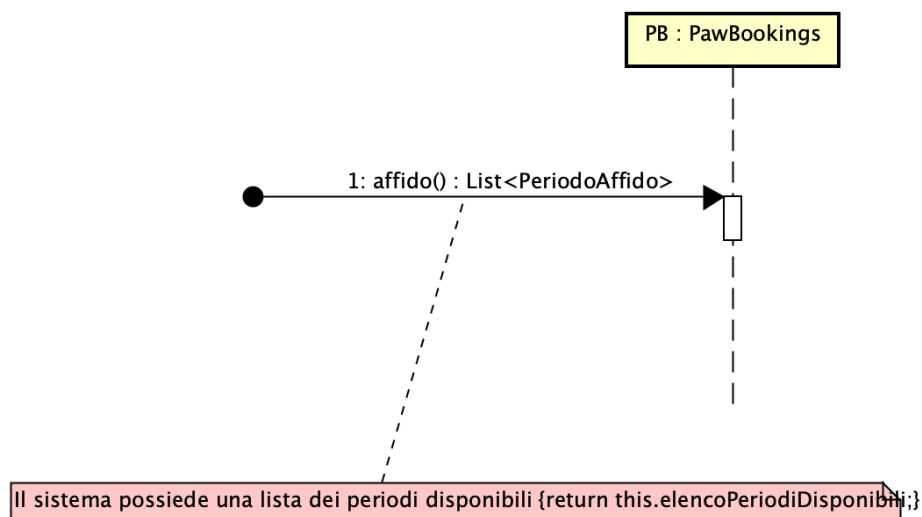 PB : PawBookings
1: affido() : List<PeriodoAffido>
Il sistema possiede una lista dei periodi disponibili {return this.elencoPeriodiDisponibili;}